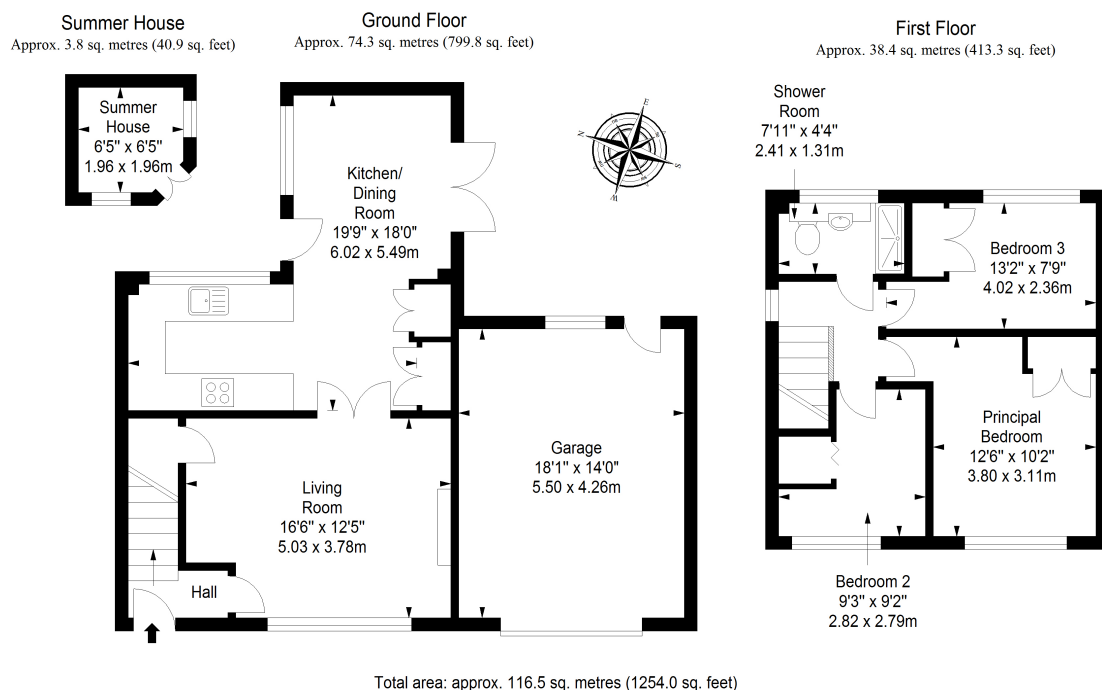 Summer House
Approx. 3.8 sq. metres (40.9 sq. feet)
Ground Floor
Approx. 74.3 sq. metres (799.8 sq. feet)
First Floor
Approx. 38.4 sq. metres (413.3 sq. feet)
Summer
House
6'5" x 6'5"
1.96 x 1.96m
Kitchen/
Dining
Room
19'9" x 18'0"
6.02 x 5.49m
E
N
S
W
Shower
Room
7'11" x 4'4"
2.41 x 1.31m
Bedroom 3
13'2" x 7'9"
4.02 x 2.36m
Principal
Bedroom
12'6" x 10'2"
3.80 x 3.11m
Garage
18'1" x 14'0"
5.50 x 4.26m
Living
Room
16'6" x 12'5"
5.03 x 3.78m
Hall
Bedroom 2
9'3" x 9'2"
2.82 x 2.79m
Total area: approx. 116.5 sq. metres (1254.0 sq. feet)